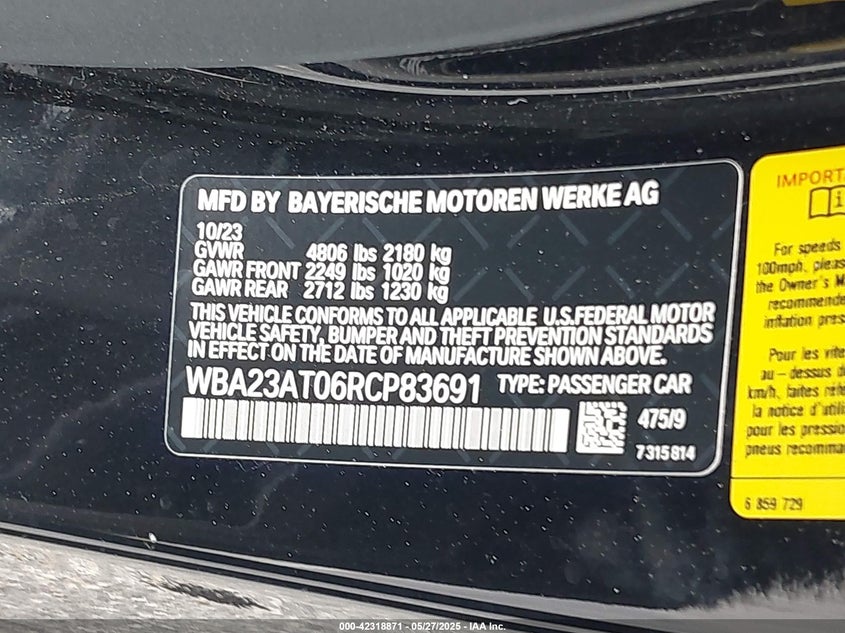 MFD BY BAYERISCHE MOTOREN WERKE AG
10/23
GVWR 4806 lbs 2180 kg
GAWR FRONT 2249 lbs 1020 kg
GAWR REAR 2712 lbs 1230 kg
THIS VEHICLE CONFORMS TO ALL APPLICABLE U.S.FEDERAL MOTOR
VEHICLE SAFETY, BUMPER AND THEFT PREVENTION STANDARDS
IN EFFECT ON THE DATE OF MANUFACTURE SHOWN ABOVE.
WBA23AT06RCP83691 TYPE: PASSENGER CAR
475/9
7315814
IMPORTA
For speeds
100mph, pleas
the Owner's M
recommende
inflation pres
Pour les vite
au - dessus d
km/h, faites réfé
la notice d'utili
pour les pression
pneus recomma
6 859 729
000-42318871 — 05/27/2025 - IAA Inc.